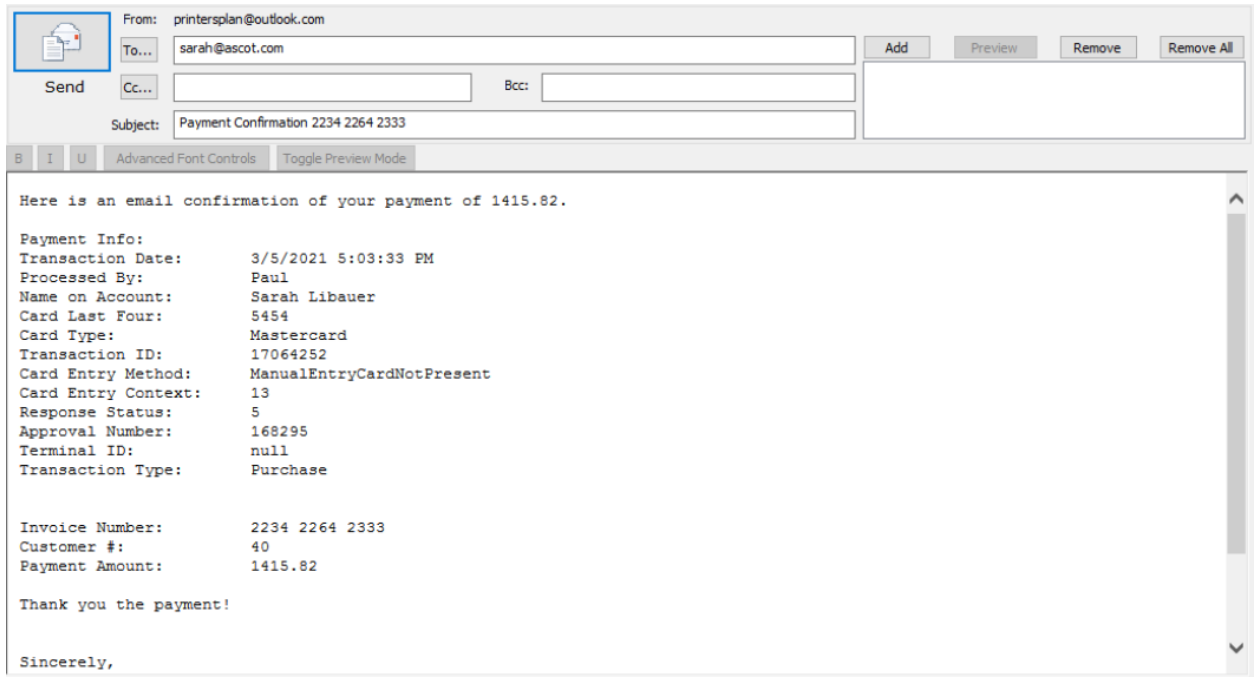 From: printersplan@outlook.com
To... sarah@ascot.com
Add Preview Remove Remove All
Send
Cc... Bcc:
Subject: Payment Confirmation 2234 2264 2333
B I U Advanced Font Controls Toggle Preview Mode
Here is an email confirmation of your payment of 1415.82.
Payment Info:
Transaction Date: 3/5/2021 5:03:33 PM
Processed By: Paul
Name on Account: Sarah Libauer
Card Last Four: 5454
Card Type: Mastercard
Transaction ID: 17064252
Card Entry Method: ManualEntryCardNotPresent
Card Entry Context: 13
Response Status: 5
Approval Number: 168295
Terminal ID: null
Transaction Type: Purchase
Invoice Number: 2234 2264 2333
Customer #: 40
Payment Amount: 1415.82
Thank you the payment!
Sincerely,